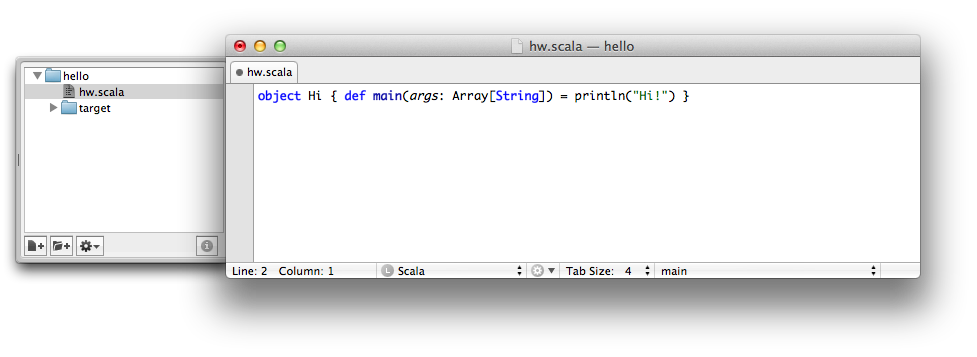 hw.scala — hello
hello
hw.scala
target
hw.scala
object Hi { def main(args: Array[String]) = println("Hi!") }
Line: 2 Column: 1
L Scala
Tab Size: 4
main